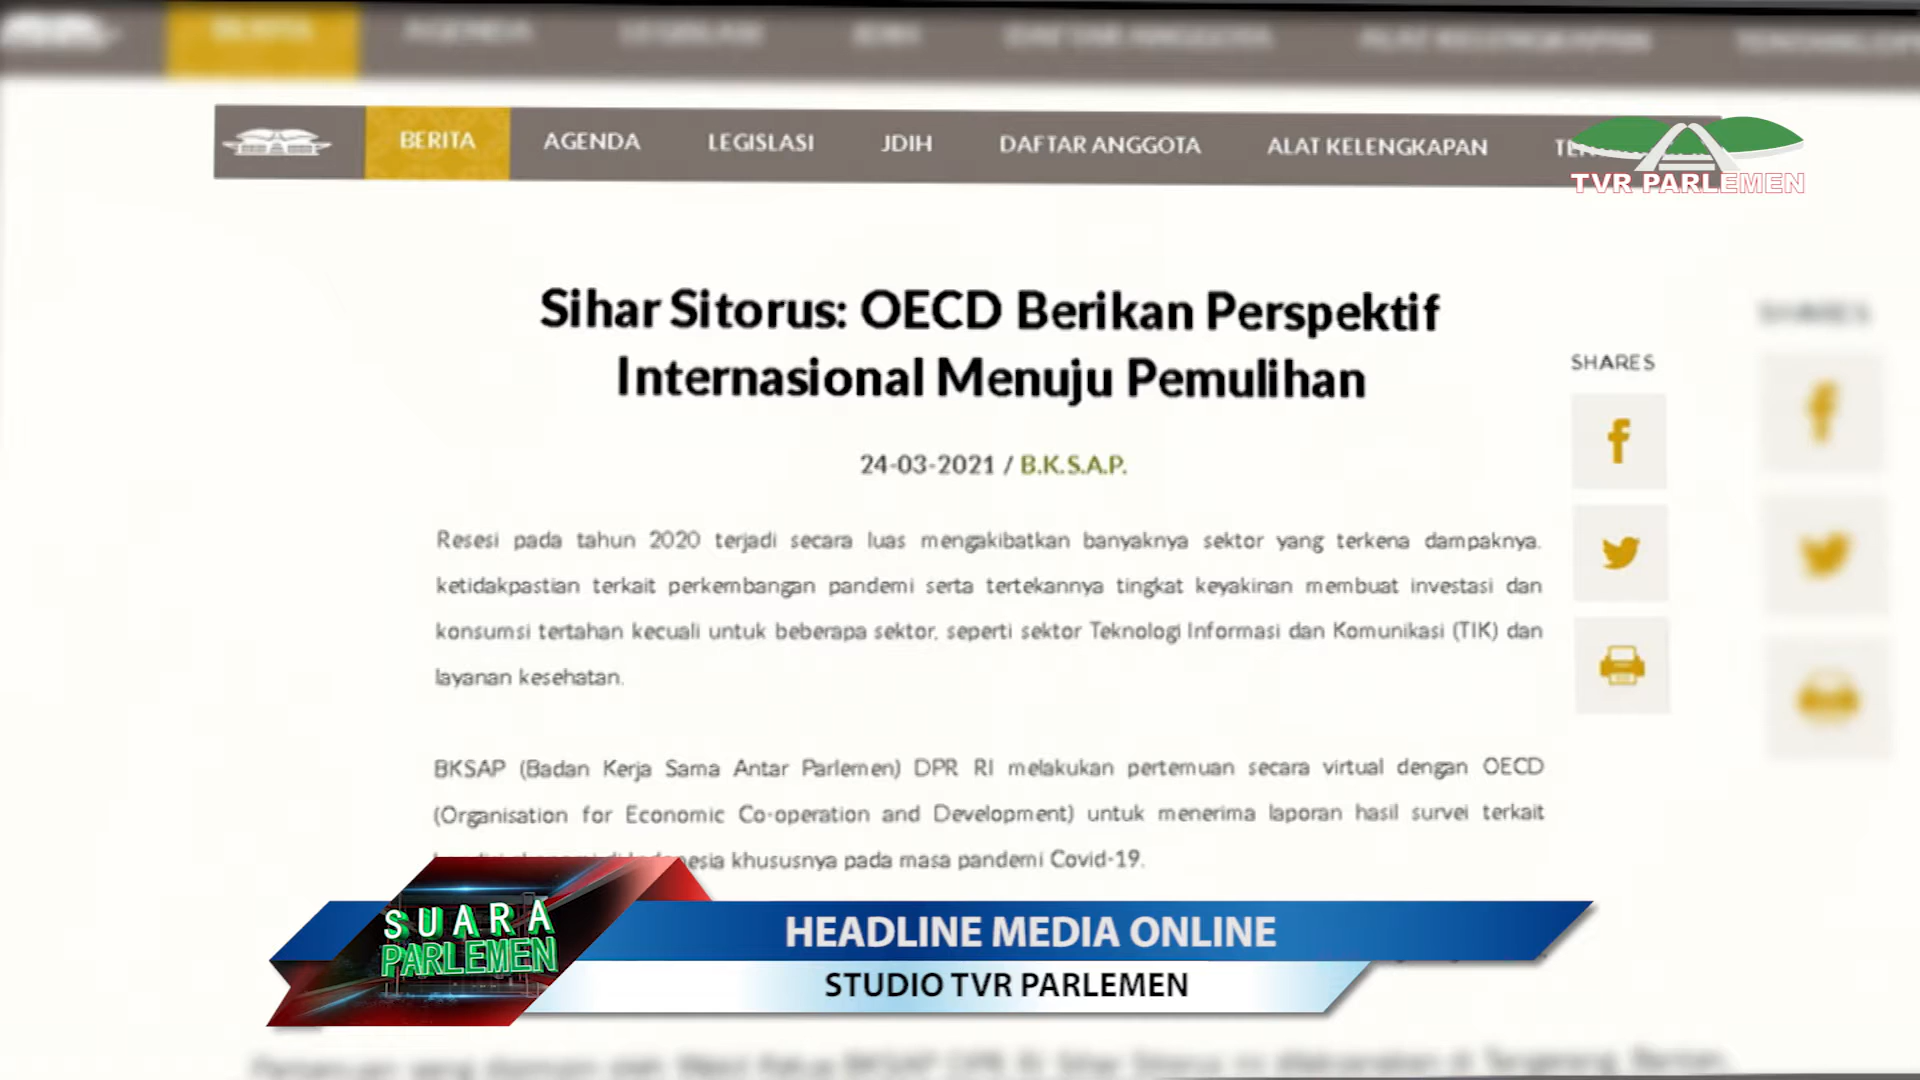 BERITA AGENDA LEGISLASI JDIH DAFTAR ANGGOTA ALAT KELENGKAPAN
TVR PARLEMEN
Sihar Sitorus: OECD Berikan Perspektif
Internasional Menuju Pemulihan
SHARES
24-03-2021 / B.K.S.A.P.
Resesi pada tahun 2020 terjadi secara luas mengakibatkan banyaknya sektor yang terkena dampaknya.
ketidakpastian terkait perkembangan pandemi serta tertekannya tingkat keyakinan membuat investasi dan
konsumsi tertahan kecuali untuk beberapa sektor, seperti sektor Teknologi Informasi dan Komunikasi (TIK) dan
layanan kesehatan.
BKSAP (Badan Kerja Sama Antar Parlemen) DPR RI melakukan pertemuan secara virtual dengan OECD
(Organisation for Economic Co-operation and Development) untuk menerima laporan hasil survei terkait
khususnya pada masa pandemi Covid-19.
SUARA
PARLEMEN
HEADLINE MEDIA ONLINE
STUDIO TVR PARLEMEN